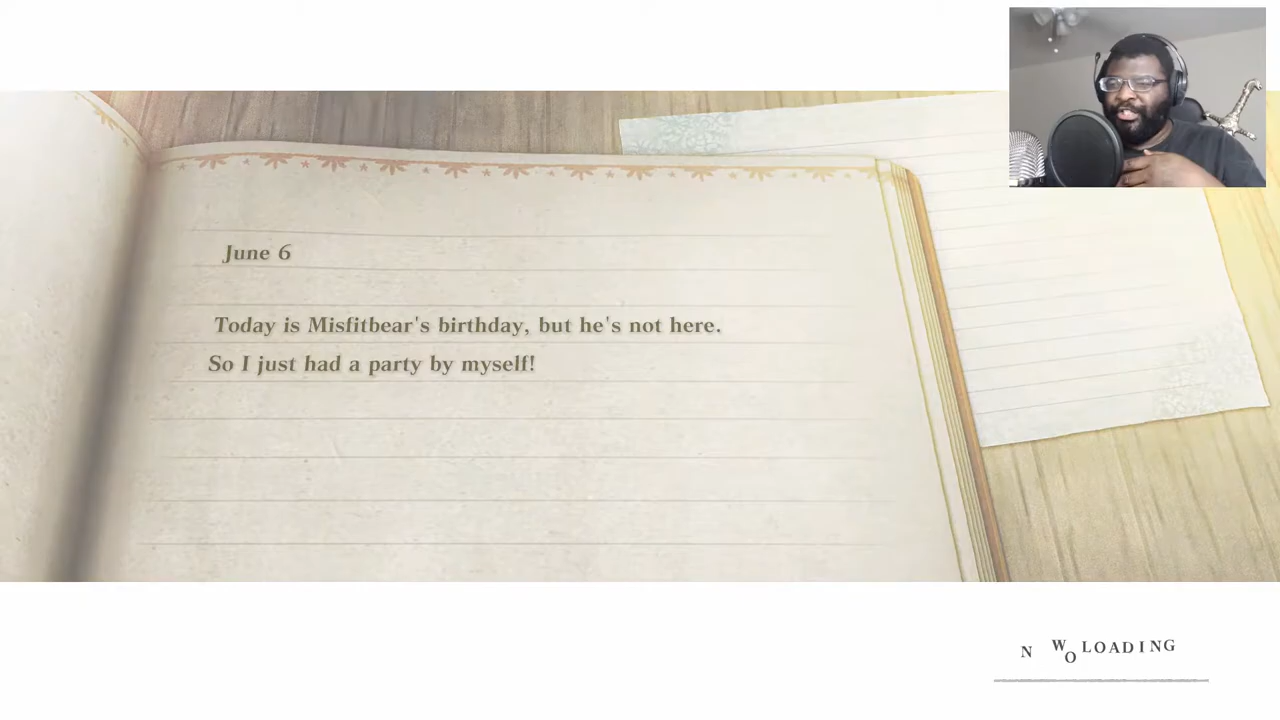 June 6
Today is Misfitbear's birthday, but he's not here.
So I just had a party by myself!
NOW LOADING